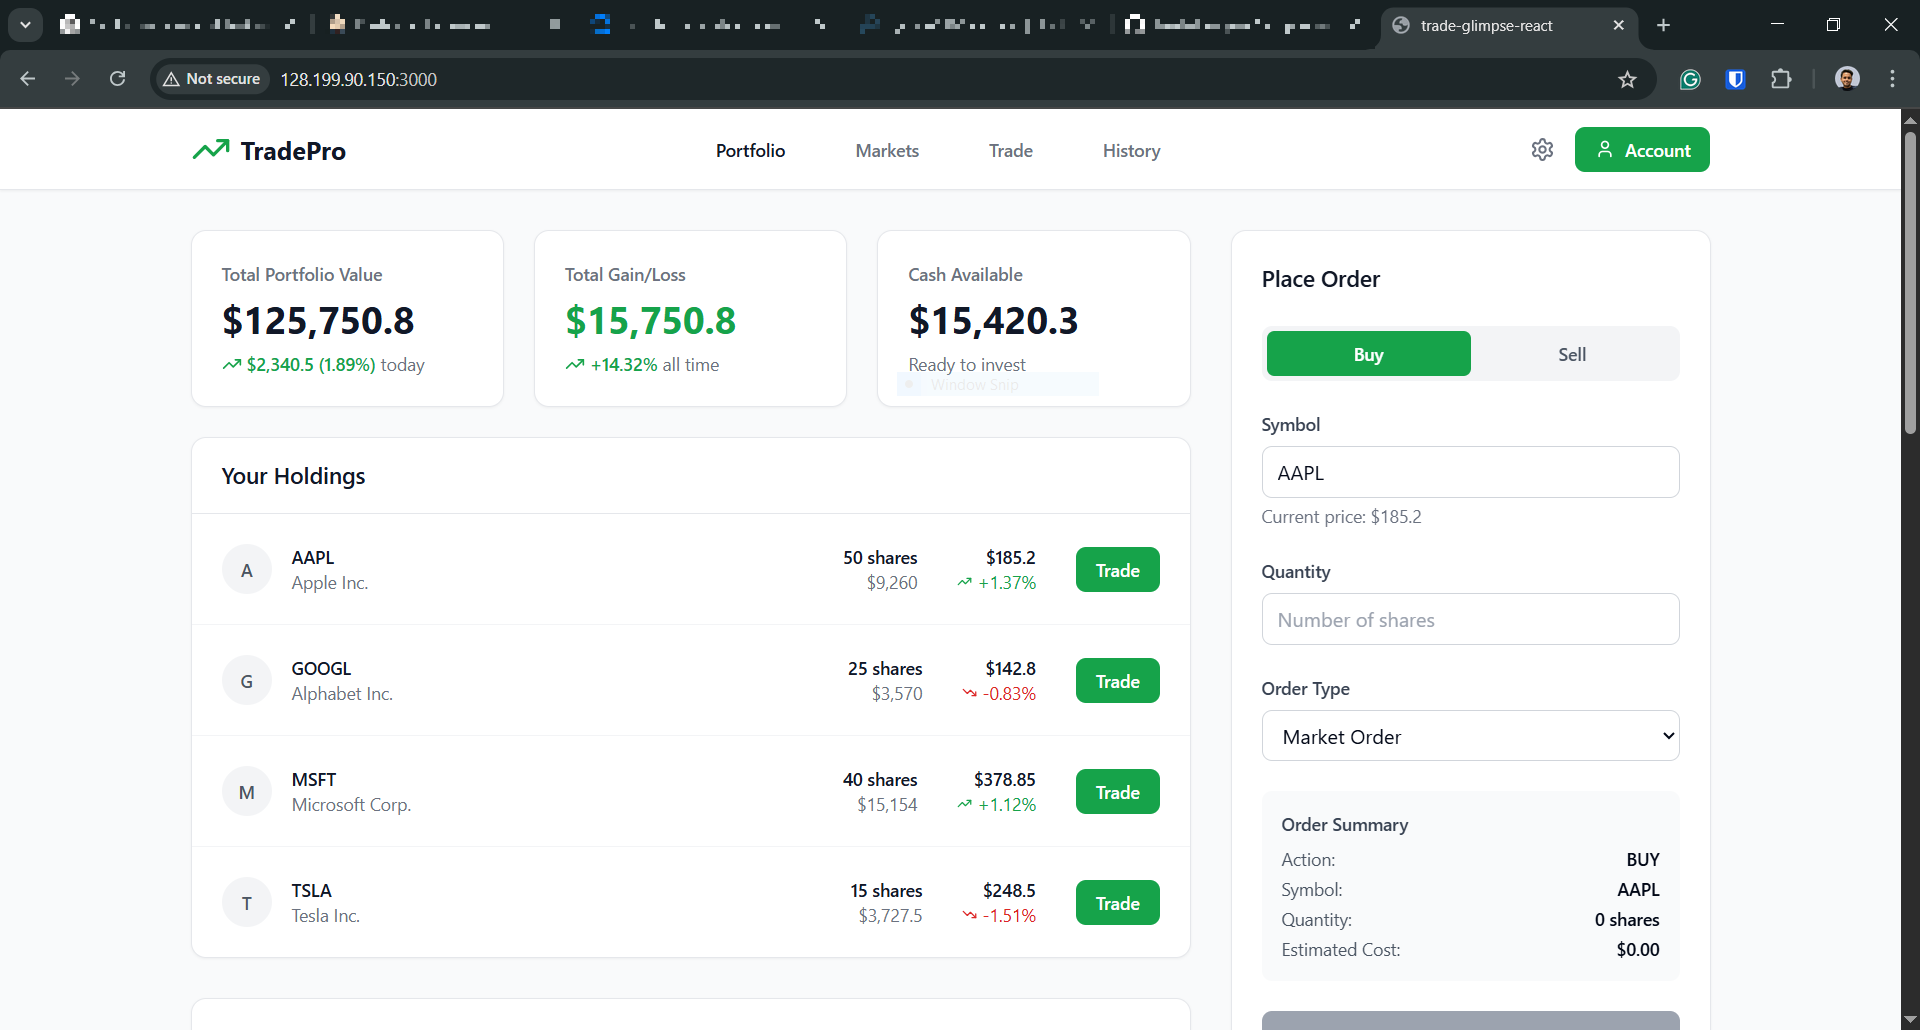 trade-glimpse-react
Not secure
128.199.90.150:3000
TradePro
Portfolio
Markets
Trade
History
Account
Total Portfolio Value
$125,750.8
$2,340.5 (1.89%) today
Total Gain/Loss
$15,750.8
+14.32% all time
Cash Available
$15,420.3
Ready to invest
Window Snip
Your Holdings
A
AAPL
Apple Inc.
50 shares
$9,260
$185.2
+1.37%
Trade
G
GOOGL
Alphabet Inc.
25 shares
$3,570
$142.8
-0.83%
Trade
M
MSFT
Microsoft Corp.
40 shares
$15,154
$378.85
+1.12%
Trade
T
TSLA
Tesla Inc.
15 shares
$3,727.5
$248.5
-1.51%
Trade
Place Order
Buy
Sell
Symbol
AAPL
Current price: $185.2
Quantity
Number of shares
Order Type
Market Order
Order Summary
Action: BUY
Symbol: AAPL
Quantity: 0 shares
Estimated Cost: $0.00